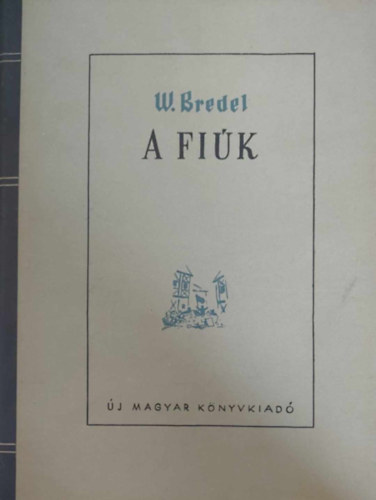 W. Bredel
A FIÚK
ÚJ MAGYAR KÖNYVKIADÓ